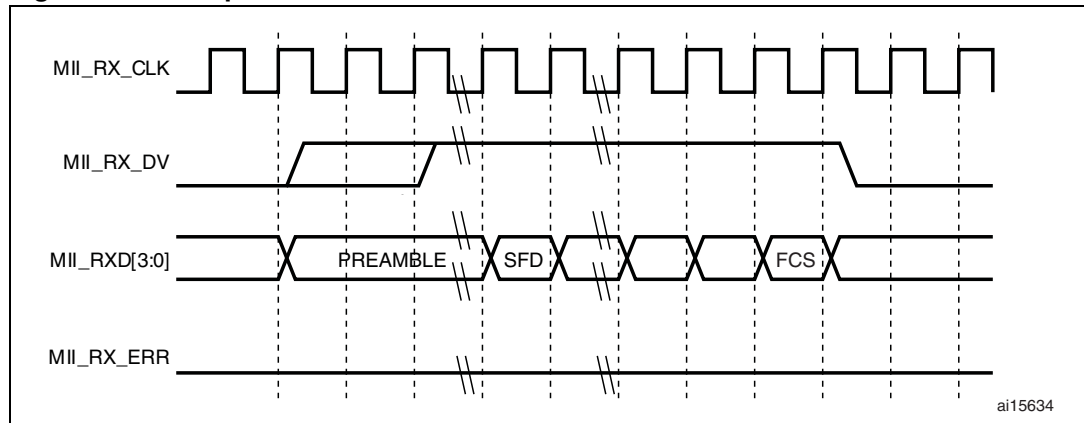 MII_RX_CLK
MII_RX_DV
MII_RXD[3:0]
PREAMBLE
SFD
FCS
MII_RX_ERR
ai15634